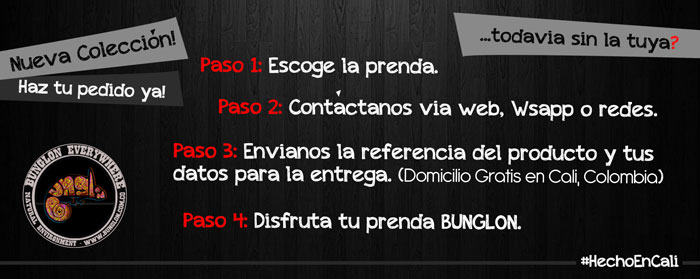 Nueva Colección!
Haz tu pedido ya!
...todavia sin la tuya?
Paso 1: Escoge la prenda.
Paso 2: Contáctanos via web, Wsapp o redes.
Paso 3: Envianos la referencia del producto y tus
datos para la entrega. (Domicilio Gratis en Cali, Colombia)
Paso 4: Disfruta tu prenda BUNGLON.
BUNGLON EVERYWHERE
NATURAL ENVIRONMENT - WWW.BUNGLON.COM.CO
#HechoEnCali